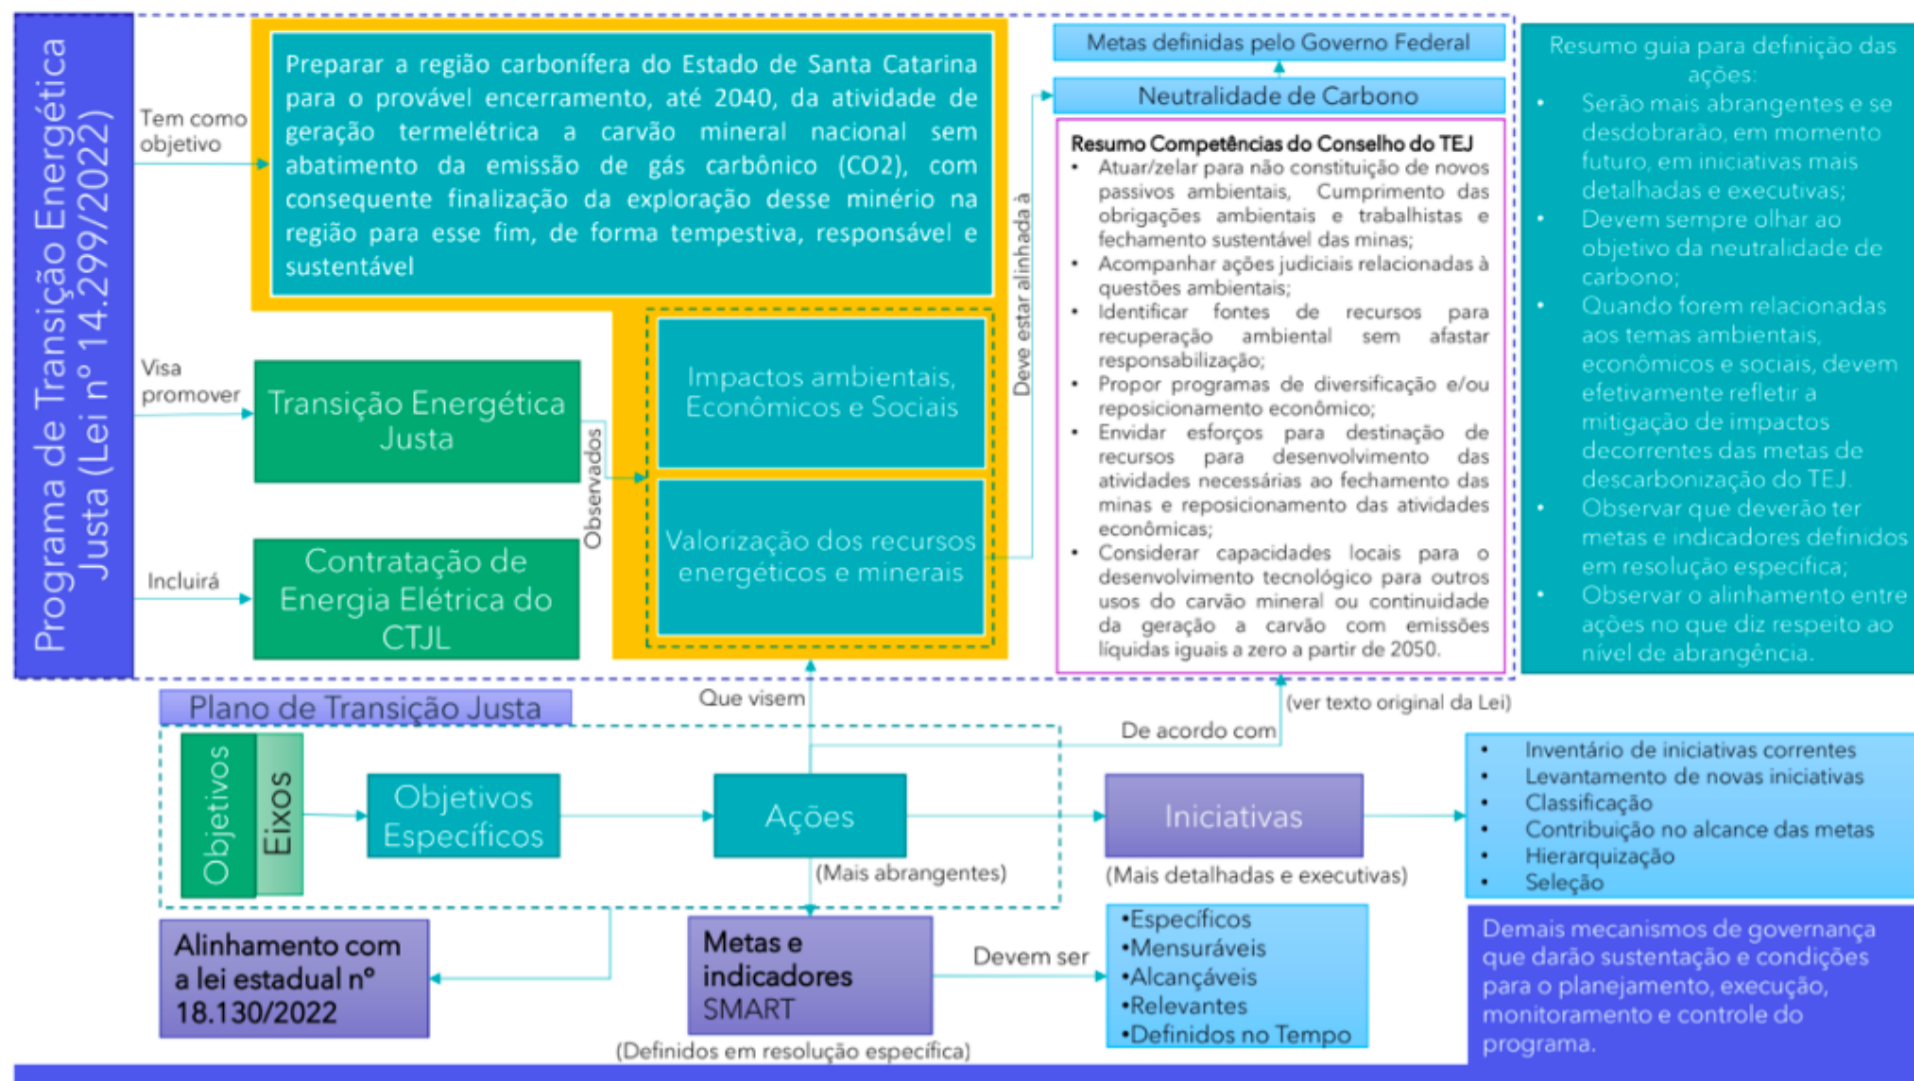 Programa de Transição Energética
Justa (Lei nº 14.299/2022)
Tem como
objetivo
Preparar a região carbonífera do Estado de Santa Catarina
para o provável encerramento, até 2040, da atividade de
geração termelétrica a carvão mineral nacional sem
abatimento da emissão de gás carbônico (CO2), com
consequente finalização da exploração desse minério na
região para esse fim, de forma tempestiva, responsável e
sustentável
Visa
promover
Transição Energética
Justa
Observados
Incluirá
Contratação de
Energia Elétrica do
CTJL
Impactos ambientais,
Econômicos e Sociais
Valorização dos recursos
energéticos e minerais
Deve estar alinhada à
Metas definidas pelo Governo Federal
Neutralidade de Carbono
Resumo Competências do Conselho do TEJ
• Atuar/zelar para não constituição de novos
passivos ambientais, Cumprimento das
obrigações ambientais e trabalhistas e
fechamento sustentável das minas;
• Acompanhar ações judiciais relacionadas à
questões ambientais;
• Identificar fontes de recursos para
recuperação ambiental sem afastar
responsabilização;
• Propor programas de diversificação e/ou
reposicionamento econômico;
• Envidar esforços para destinação de
recursos para desenvolvimento das
atividades necessárias ao fechamento das
minas e reposicionamento das atividades
econômicas;
• Considerar capacidades locais para o
desenvolvimento tecnológico para outros
usos do carvão mineral ou continuidade
da geração a carvão com emissões
líquidas iguais a zero a partir de 2050.
(ver texto original da Lei)
Resumo guia para definição das
ações:
• Serão mais abrangentes e se
desdobrarão, em momento
futuro, em iniciativas mais
detalhadas e executivas;
• Devem sempre olhar ao
objetivo da neutralidade de
carbono;
• Quando forem relacionadas
aos temas ambientais,
econômicos e sociais, devem
efetivamente refletir a
mitigação de impactos
decorrentes das metas de
descarbonização do TEJ.
• Observar que deverão ter
metas e indicadores definidos
em resolução específica;
• Observar o alinhamento entre
ações no que diz respeito ao
nível de abrangência.
Plano de Transição Justa
Que visem
De acordo com
Objetivos
Eixos
Objetivos
Específicos
Ações
(Mais abrangentes)
Iniciativas
(Mais detalhadas e executivas)
• Inventário de iniciativas correntes
• Levantamento de novas iniciativas
• Classificação
• Contribuição no alcance das metas
• Hierarquização
• Seleção
Alinhamento com
a lei estadual nº
18.130/2022
Metas e
indicadores
SMART
(Definidos em resolução específica)
Devem ser
•Específicos
•Mensuráveis
•Alcançáveis
•Relevantes
•Definidos no Tempo
Demais mecanismos de governança
que darão sustentação e condições
para o planejamento, execução,
monitoramento e controle do
programa.